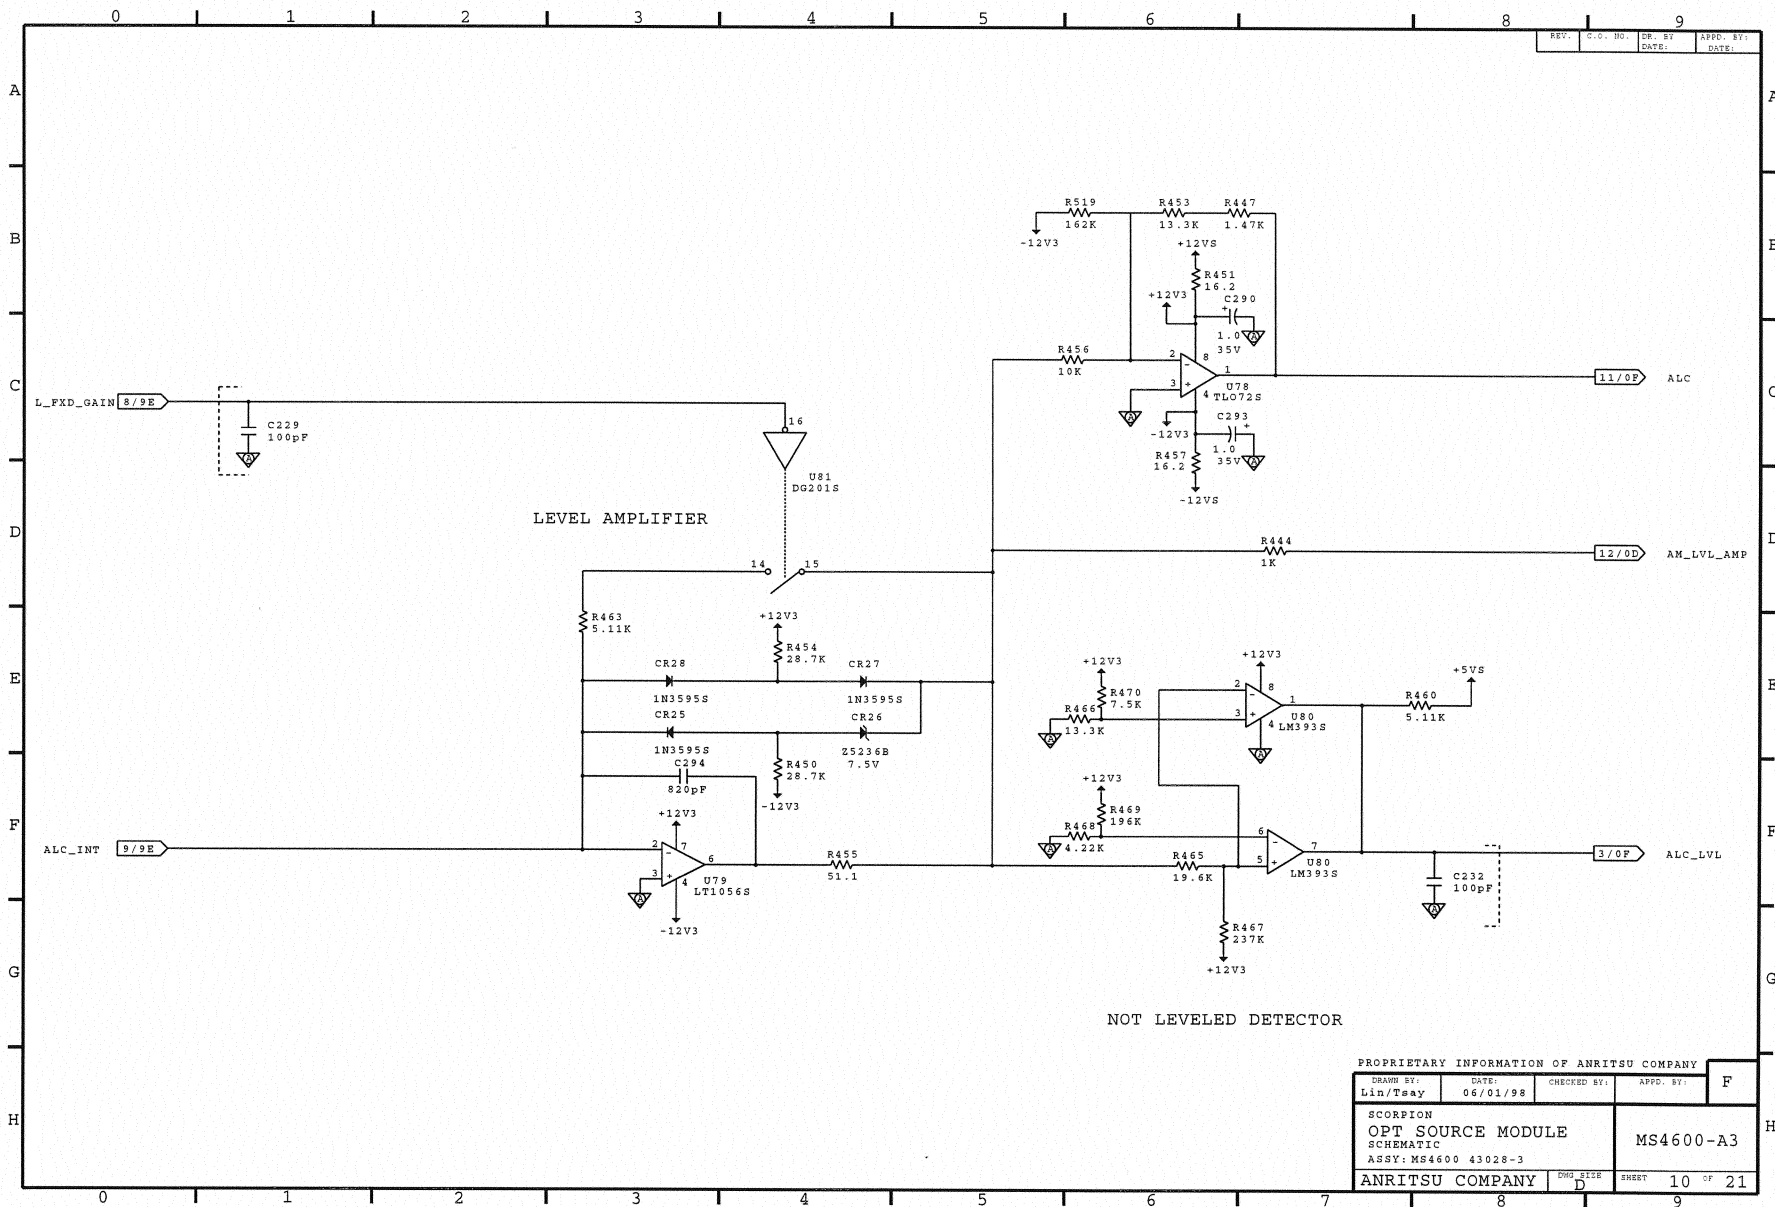 0 1 2 3 4 5 6 8 9
REV. C.O. NO. DR. BY APPD. BY:
DATE: DATE:
A A
R519 R453 R447
162K 13.3K 1.47K
B -12V3 +12VS B
R451
16.2
+12V3 C290
+
1.0
35V
R456 2 8
10K - 1
3 + U78
4 TLO72S
C 11/0F ALC C
L_FXD_GAIN 8/9E
C229
100pF
A
16
U81
DG201S
A
C293
-12V3 +
1.0
R457 35V
16.2
A A
-12VS
LEVEL AMPLIFIER
D D
R444
1K
12/0D AM_LVL_AMP
14 15
R463
5.11K
+12V3
R454
28.7K
CR28 CR27
1N3595S 1N3595S
CR25 CR26
1N3595S Z5236B
7.5V
C294
820pF
R450
28.7K
-12V3
E E
+12V3 +12V3 +5VS
R470 2 8
7.5K - 1
R466 3 + U80
13.3K 4 LM393S
A A
R460
5.11K
+12V3
R469
196K
R468
4.22K
A
6 -
5 + 7
U80
LM393S
F F
ALC_INT 9/9E
+12V3
2 - 7
3 + 6
4 U79
LT1056S
A
-12V3
R455
51.1
R465
19.6K
3/0F ALC_LVL
C232
100pF
A
R467
237K
+12V3
G G
NOT LEVELED DETECTOR
PROPRIETARY INFORMATION OF ANRITSU COMPANY
F
DRAWN BY: DATE: CHECKED BY: APPD. BY:
Lin/Tsay 06/01/98
H H
SCORPION
OPT SOURCE MODULE
SCHEMATIC
ASSY: MS4600 43028-3
MS4600-A3
ANRITSU COMPANY DWG SIZE D SHEET 10 OF 21
0 1 2 3 4 5 6 7 8 9